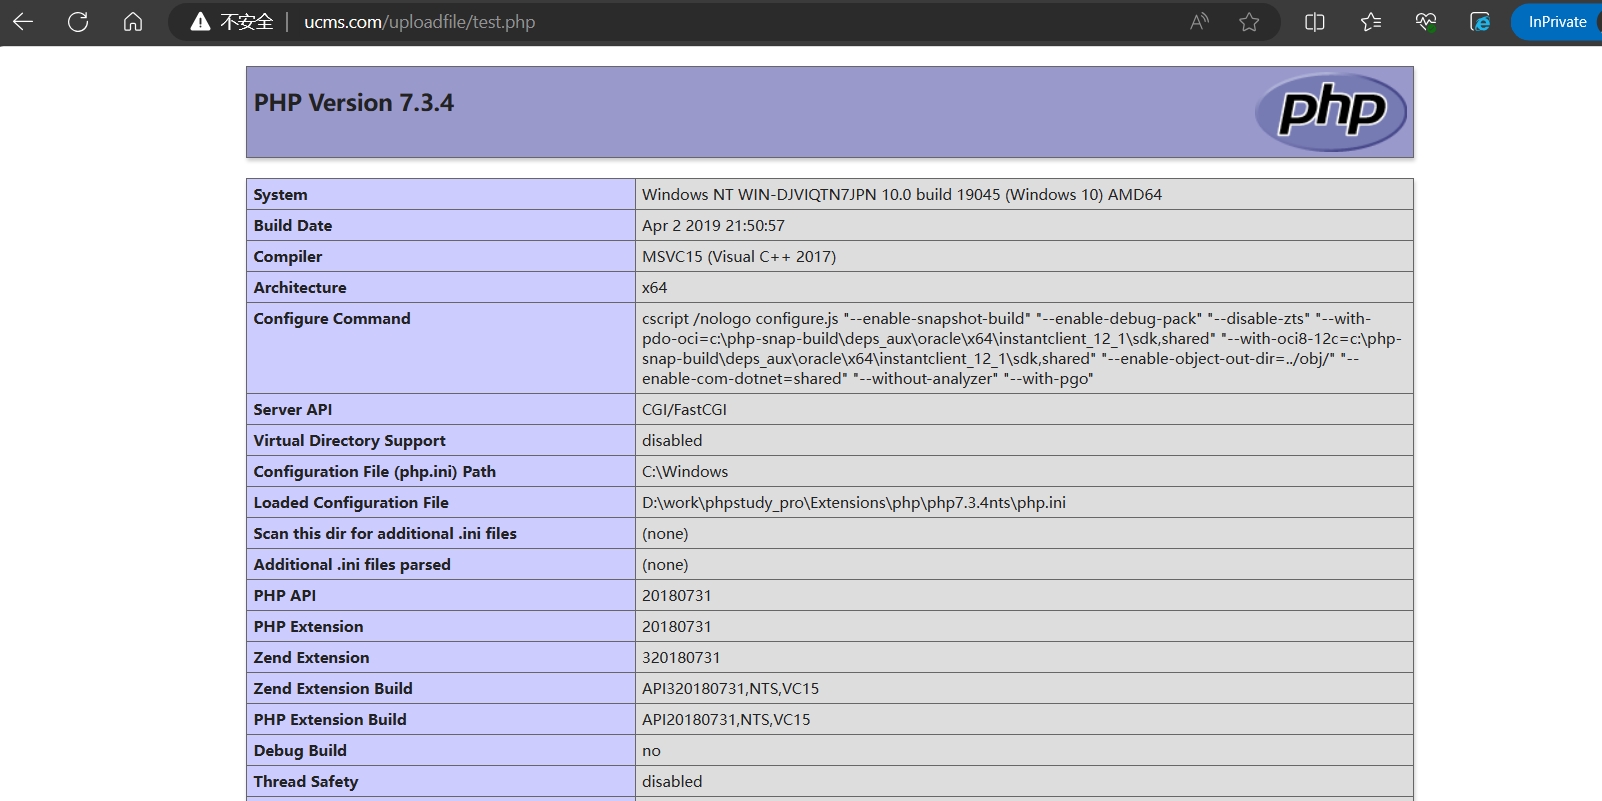 不安全 ucms.com/uploadfile/test.php InPrivate
PHP Version 7.3.4 php
System Windows NT WIN-DJVIQTN7JPN 10.0 build 19045 (Windows 10) AMD64
Build Date Apr 2 2019 21:50:57
Compiler MSVC15 (Visual C++ 2017)
Architecture x64
Configure Command cscript /nologo configure.js "--enable-snapshot-build" "--enable-debug-pack" "--disable-zts" "--with-
pdo-oci=c:\php-snap-build\deps_aux\oracle\x64\instantclient_12_1\sdk,shared" "--with-oci8-12c=c:\php-
snap-build\deps_aux\oracle\x64\instantclient_12_1\sdk,shared" "--enable-object-out-dir=../obj/" "--
enable-com-dotnet=shared" "--without-analyzer" "--with-pgo"
Server API CGI/FastCGI
Virtual Directory Support disabled
Configuration File (php.ini) Path C:\Windows
Loaded Configuration File D:\work\phpstudy_pro\Extensions\php\php7.3.4nts\php.ini
Scan this dir for additional .ini files (none)
Additional .ini files parsed (none)
PHP API 20180731
PHP Extension 20180731
Zend Extension 320180731
Zend Extension Build API320180731,NTS,VC15
PHP Extension Build API20180731,NTS,VC15
Debug Build no
Thread Safety disabled